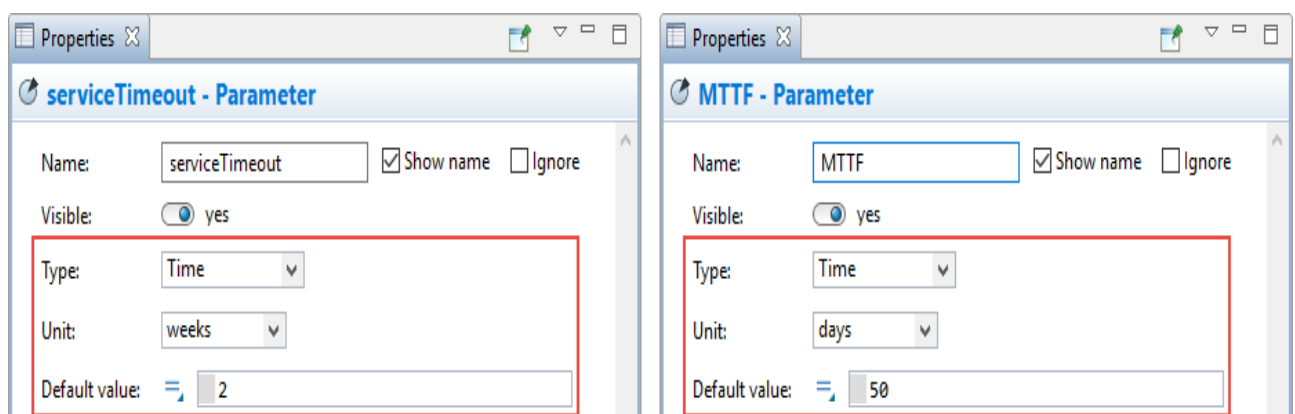 Properties
serviceTimeout - Parameter
Name: serviceTimeout Show name Ignore
Visible: yes
Type: Time
Unit: weeks
Default value: 2
Properties
MTTF - Parameter
Name: MTTF Show name Ignore
Visible: yes
Type: Time
Unit: days
Default value: 50